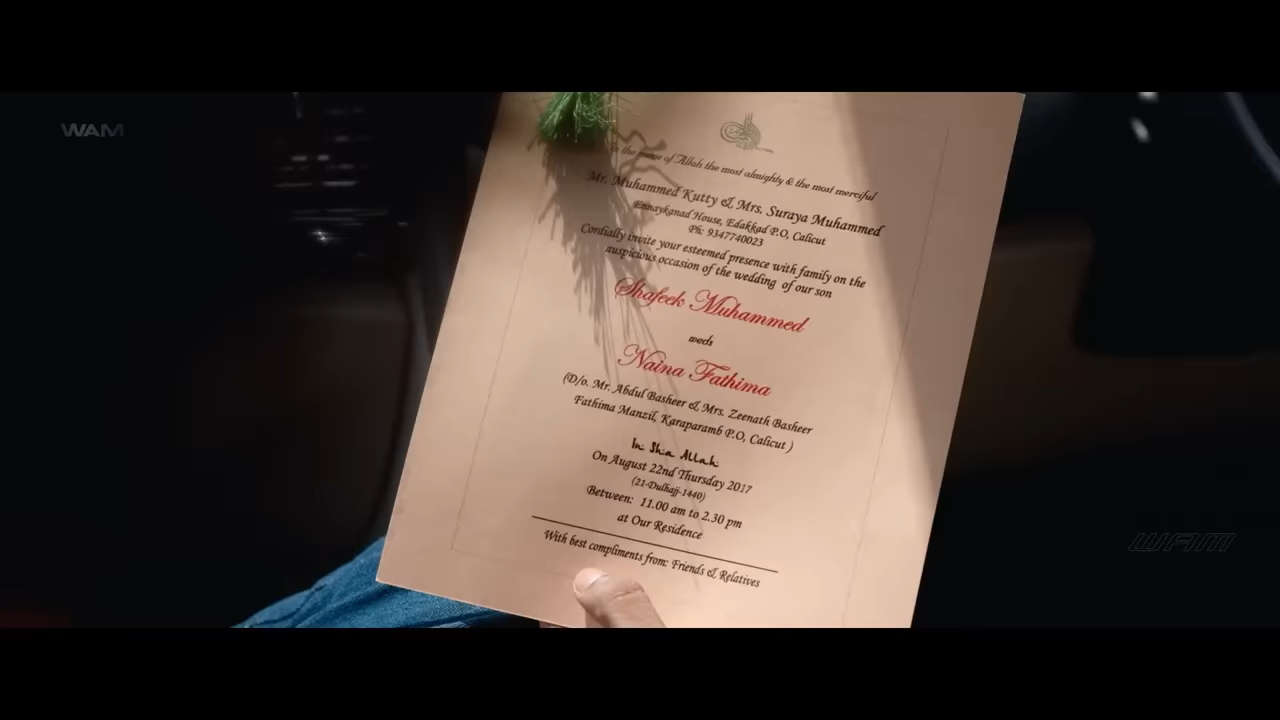 WAM
In the name of Allah the most almighty & the most merciful
Mr. Muhammed Kutty & Mrs. Suraya Muhammed
Ennaykanad House, Edakkad P.O, Calicut
Ph: 9347740023
Cordially invite your esteemed presence with family on the
auspicious occasion of the wedding of our son
Shafeek Muhammed
weds
Naina Fathima
(D/o. Mr. Abdul Basheer & Mrs. Zeenath Basheer
Fathima Manzil, Karaparamb P.O, Calicut )
In Sha Allah
On August 22nd Thursday 2017
(21-Dulhajj-1440)
Between: 11.00 am to 2.30 pm
at Our Residence
With best compliments from: Friends & Relatives
WAM